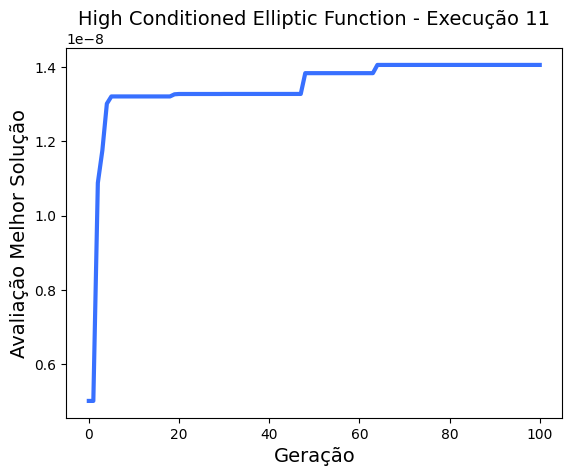 High Conditioned Elliptic Function - Execução 11
1e−8
1.4
1.2
1.0
0.8
0.6
Avaliação Melhor Solução
0 20 40 60 80 100
Geração